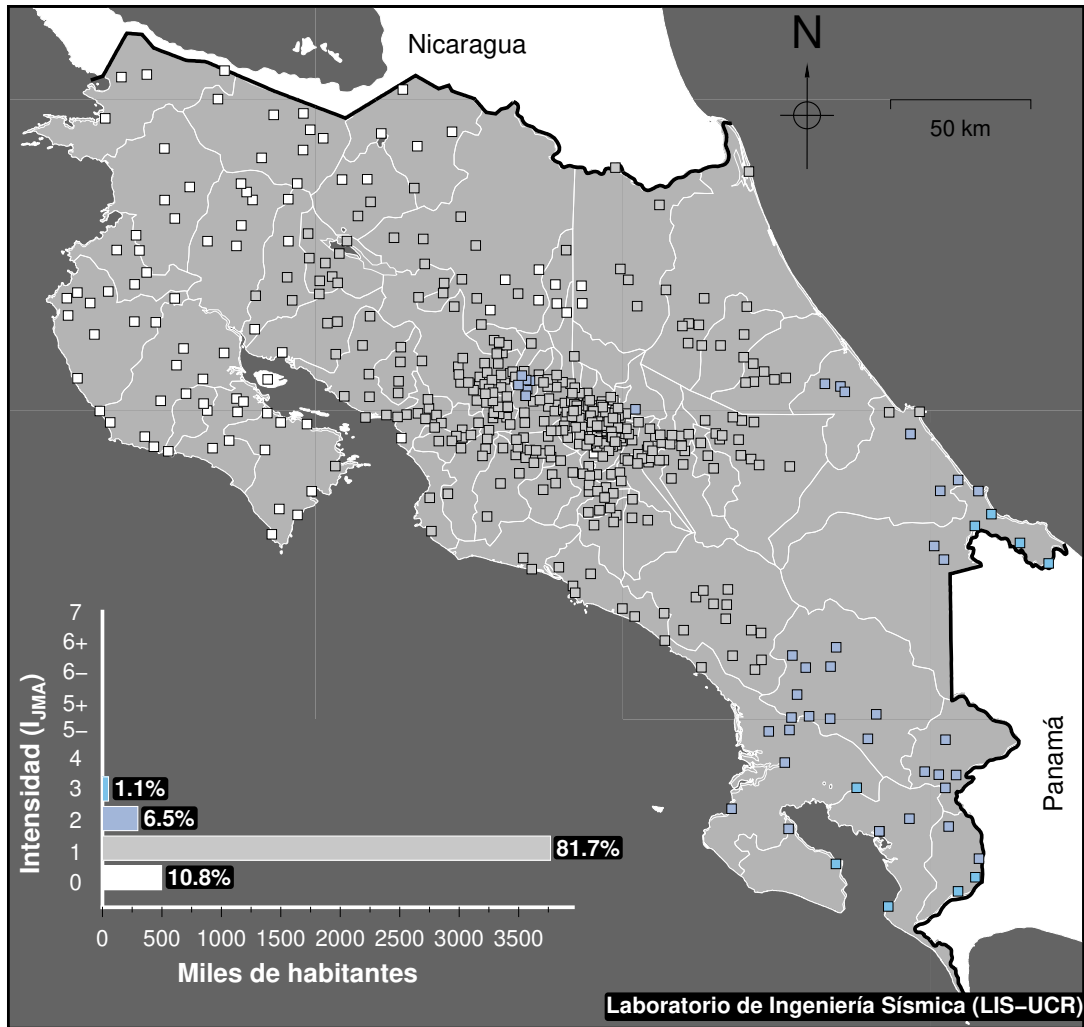 Nicaragua
N
50 km
Panamá
Intensidad (I_JMA)
7
6+
6−
5+
5−
4
3
2
1
0
1.1%
6.5%
81.7%
10.8%
0 500 1000 1500 2000 2500 3000 3500
Miles de habitantes
Laboratorio de Ingeniería Sísmica (LIS−UCR)